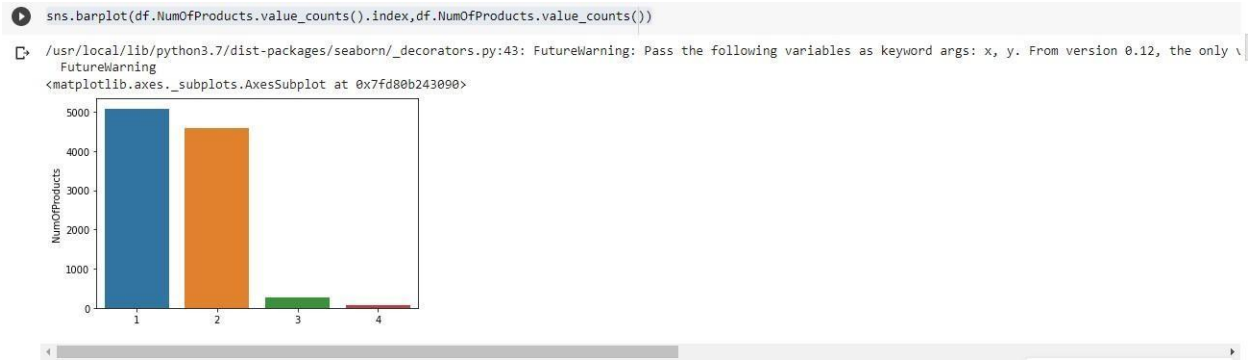 sns.barplot(df.NumOfProducts.value_counts().index,df.NumOfProducts.value_counts())
/usr/local/lib/python3.7/dist-packages/seaborn/_decorators.py:43: FutureWarning: Pass the following variables as keyword args: x, y. From version 0.12, the only
FutureWarning
<matplotlib.axes._subplots.AxesSubplot at 0x7fd80b243090>
5000
4000
3000
2000
1000
0
NumOfProducts
1 2 3 4